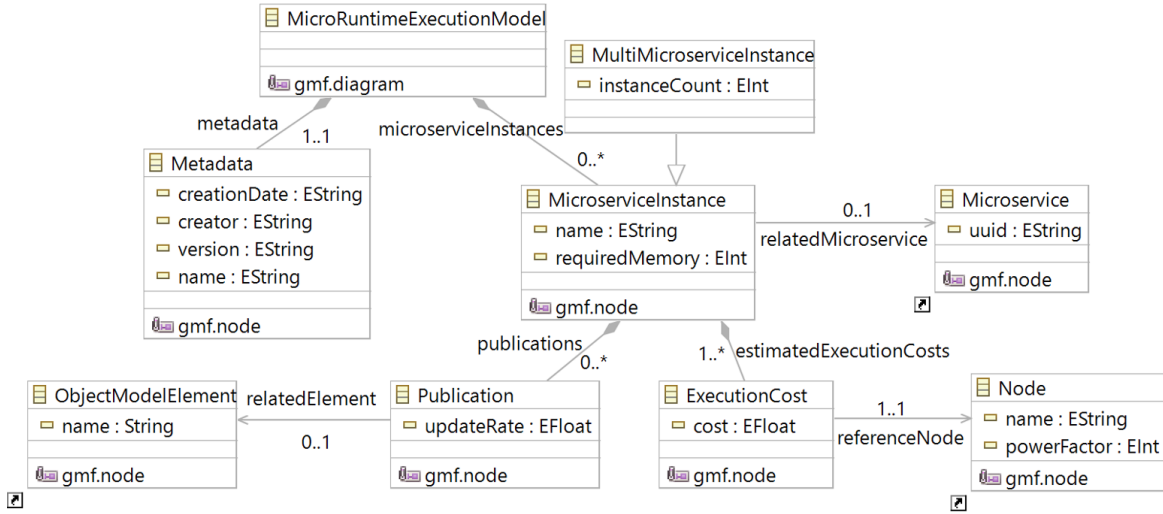 MicroRuntimeExecutionModel
gmf.diagram
MultiMicroserviceInstance
instanceCount : EInt
metadata
1..1
microserviceInstances
0..*
Metadata
creationDate : EString
creator : EString
version : EString
name : EString
gmf.node
MicroserviceInstance
name : EString
requiredMemory : EInt
gmf.node
0..1
relatedMicroservice
Microservice
uuid : EString
gmf.node
publications
0..*
1..*
estimatedExecutionCosts
ObjectModelElement
name : String
gmf.node
relatedElement
0..1
Publication
updateRate : EFloat
gmf.node
ExecutionCost
cost : EFloat
gmf.node
1..1
referenceNode
Node
name : EString
powerFactor : EInt
gmf.node